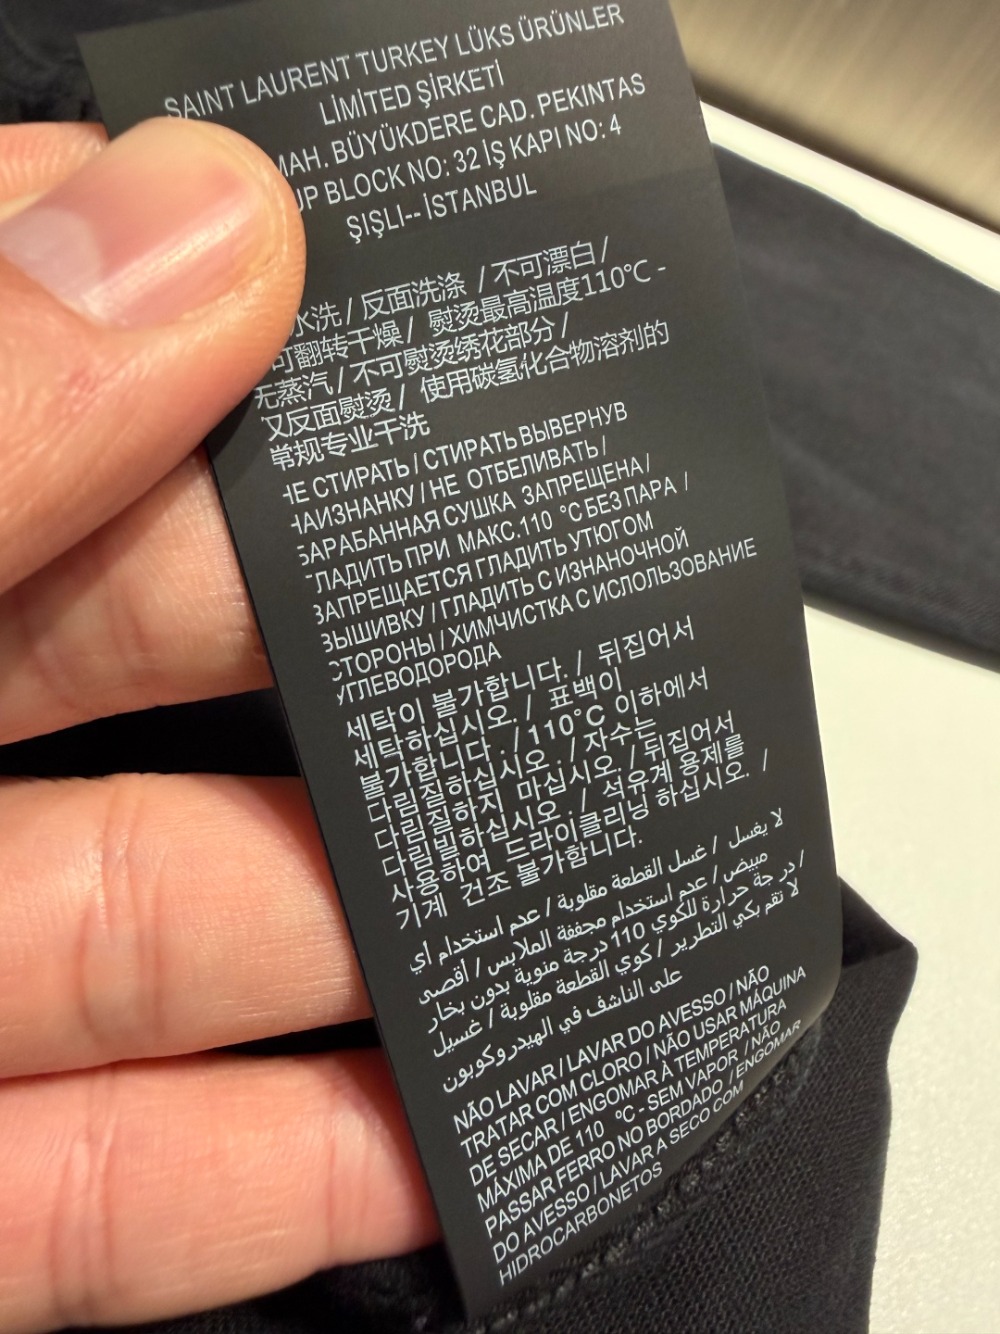 SAINT LAURENT TURKEY LÜKS ÜRÜNLER
LİMİTED ŞİRKETİ
MAH. BÜYÜKDERE CAD. PEKINTAS
UP BLOCK NO: 32 İŞ KAPI NO: 4
ŞIŞLI-- İSTANBUL
水洗 / 反面洗涤 / 不可漂白 /
可翻转干燥 / 熨烫最高温度110℃ -
无蒸汽 / 不可熨烫绣花部分 /
反面熨烫 / 使用碳氢化合物溶剂的
常规专业干洗
НЕ СТИРАТЬ / СТИРАТЬ ВЫВЕРНУВ
НАИЗНАНКУ / НЕ ОТБЕЛИВАТЬ /
БАРАБАННАЯ СУШКА ЗАПРЕЩЕНА /
ГЛАДИТЬ ПРИ МАКС.110 °C БЕЗ ПАРА /
ЗАПРЕЩАЕТСЯ ГЛАДИТЬ УТЮГОМ
ВЫШИВКУ / ГЛАДИТЬ С ИЗНАНОЧНОЙ
СТОРОНЫ / ХИМЧИСТКА С ИСПОЛЬЗОВАНИЕ
УГЛЕВОДОРОДА
세탁이 불가합니다. / 뒤집어서
세탁하십시오. / 표백이
불가합니다 . / 110°C 이하에서
다림질하십시오. / 자수는
다림질하지 마십시오. / 뒤집어서
다림빌하십시오. / 석유계 용제를
사용하여 드라이클리닝 하십시오. /
기계 건조 불가합니다.
لا يغسل / غسل القطعة مقلوبة / عدم استخدام أي
مبيض / عدم استخدام مجففة الملابس / أقصى
درجة حرارة للكوي 110 درجة منوية بدون بخار /
لا تقم بكي التطرير / كوي القطعة مقلوبة / غسيل
على الناشف في الهيدروكوبون
NÃO LAVAR / LAVAR DO AVESSO / NÃO
TRATAR COM CLORO / NÃO USAR MÁQUINA
DE SECAR / ENGOMAR À TEMPERATURA
MÁXIMA DE 110 °C - SEM VAPOR / NÃO
PASSAR FERRO NO BORDADO / ENGOMAR
DO AVESSO / LAVAR A SECO COM
HIDROCARBONETOS